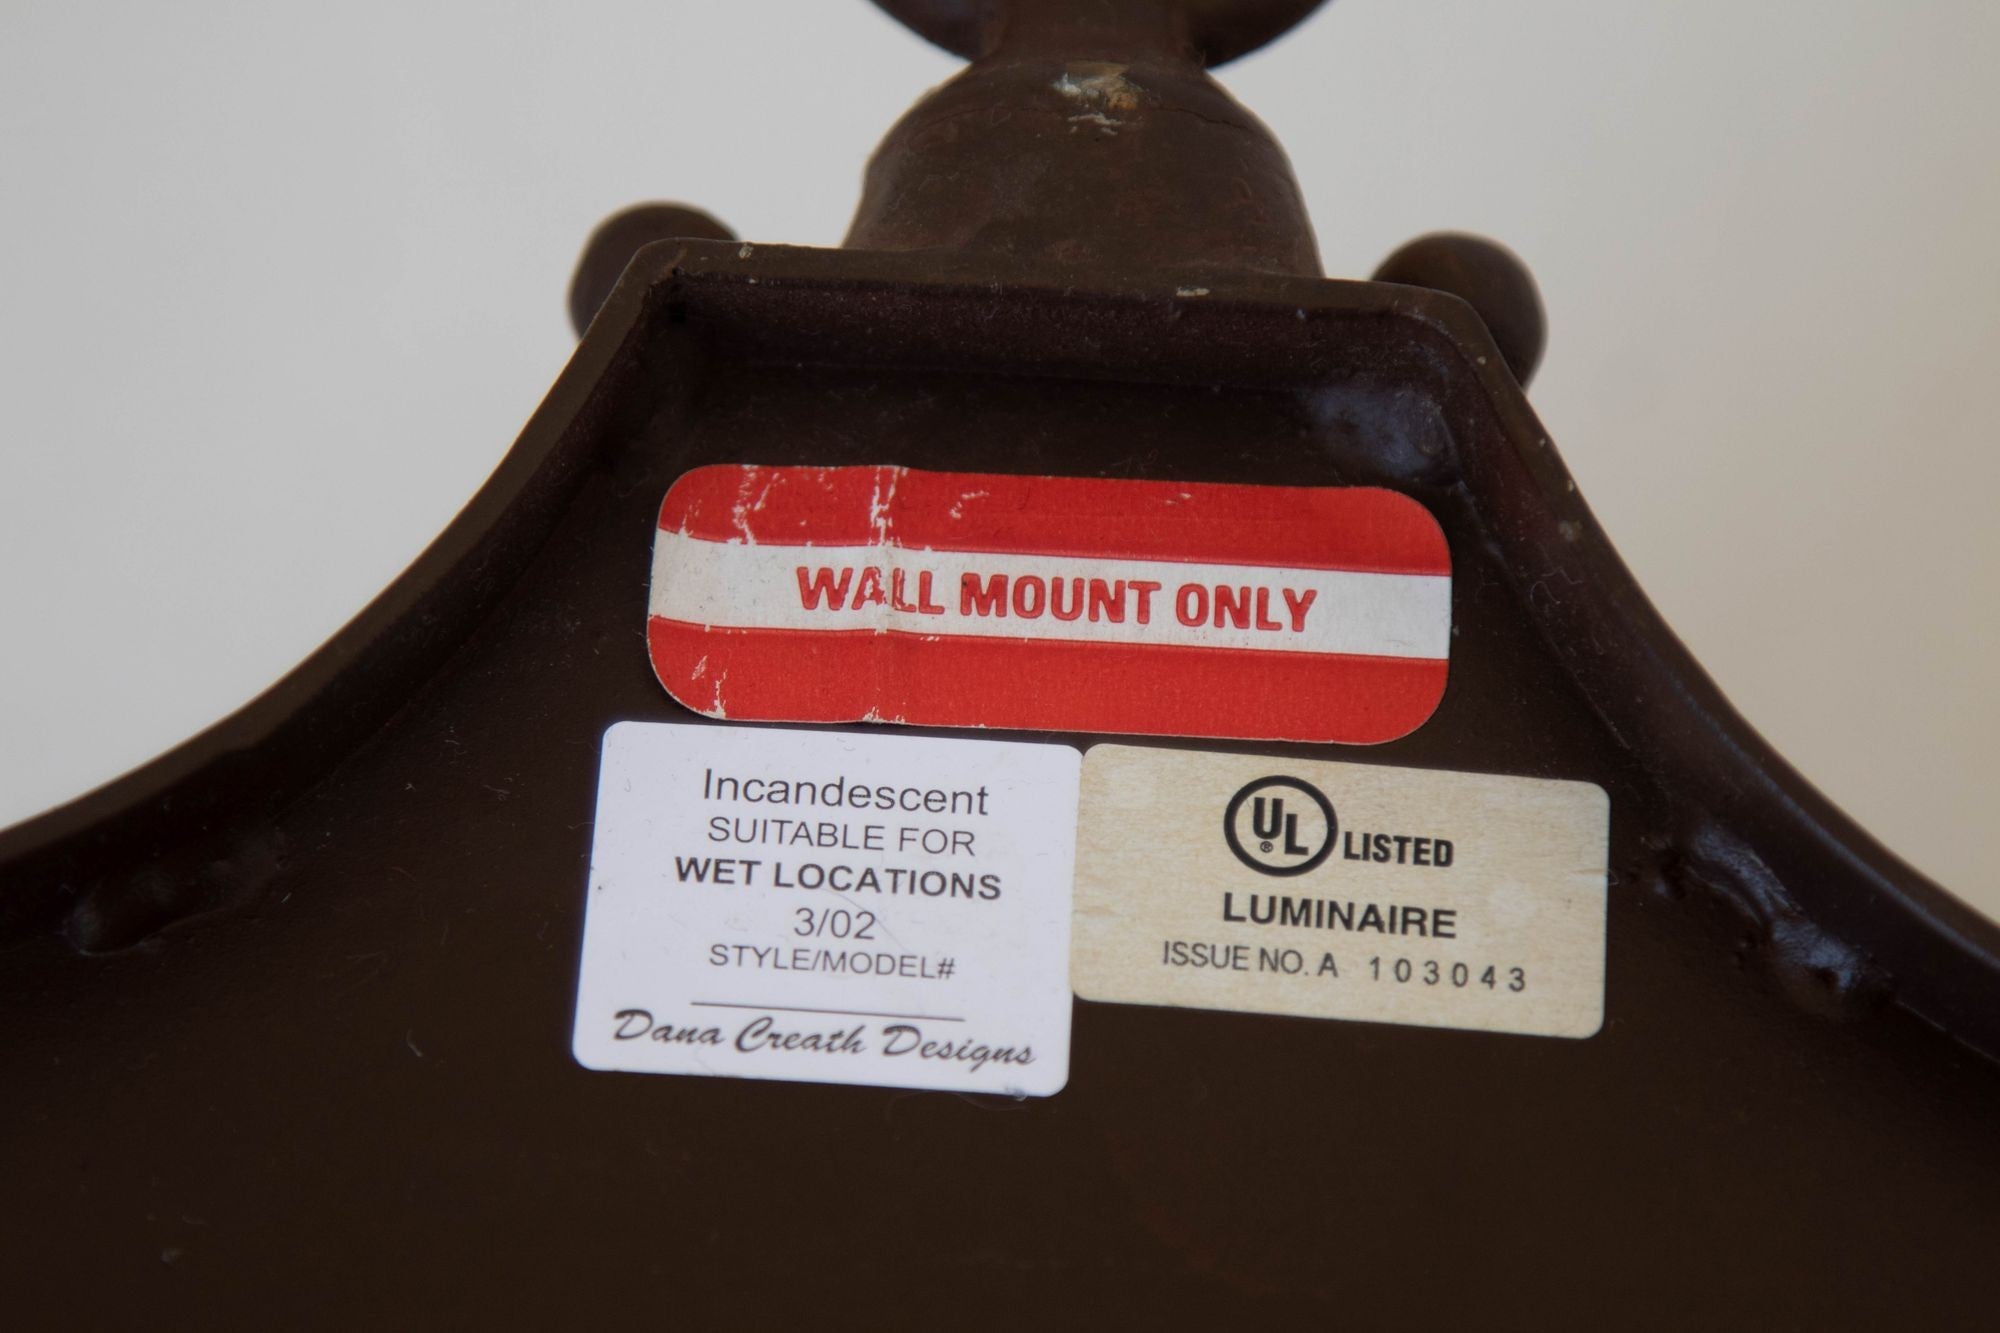 WALL MOUNT ONLY
Incandescent
SUITABLE FOR
WET LOCATIONS
3/02
STYLE/MODEL#
Dana Creath Designs
UL® LISTED
LUMINAIRE
ISSUE NO. A 103043